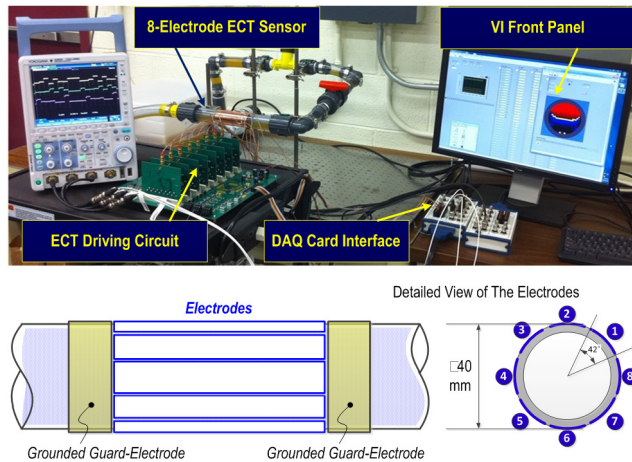 8-Electrode ECT Sensor
VI Front Panel
YOKOGAWA
ECT Driving Circuit
DAQ Card Interface
Electrodes
Detailed View of The Electrodes
□40
mm
42°
2
3
1
4
8
5
7
6
Grounded Guard-Electrode
Grounded Guard-Electrode